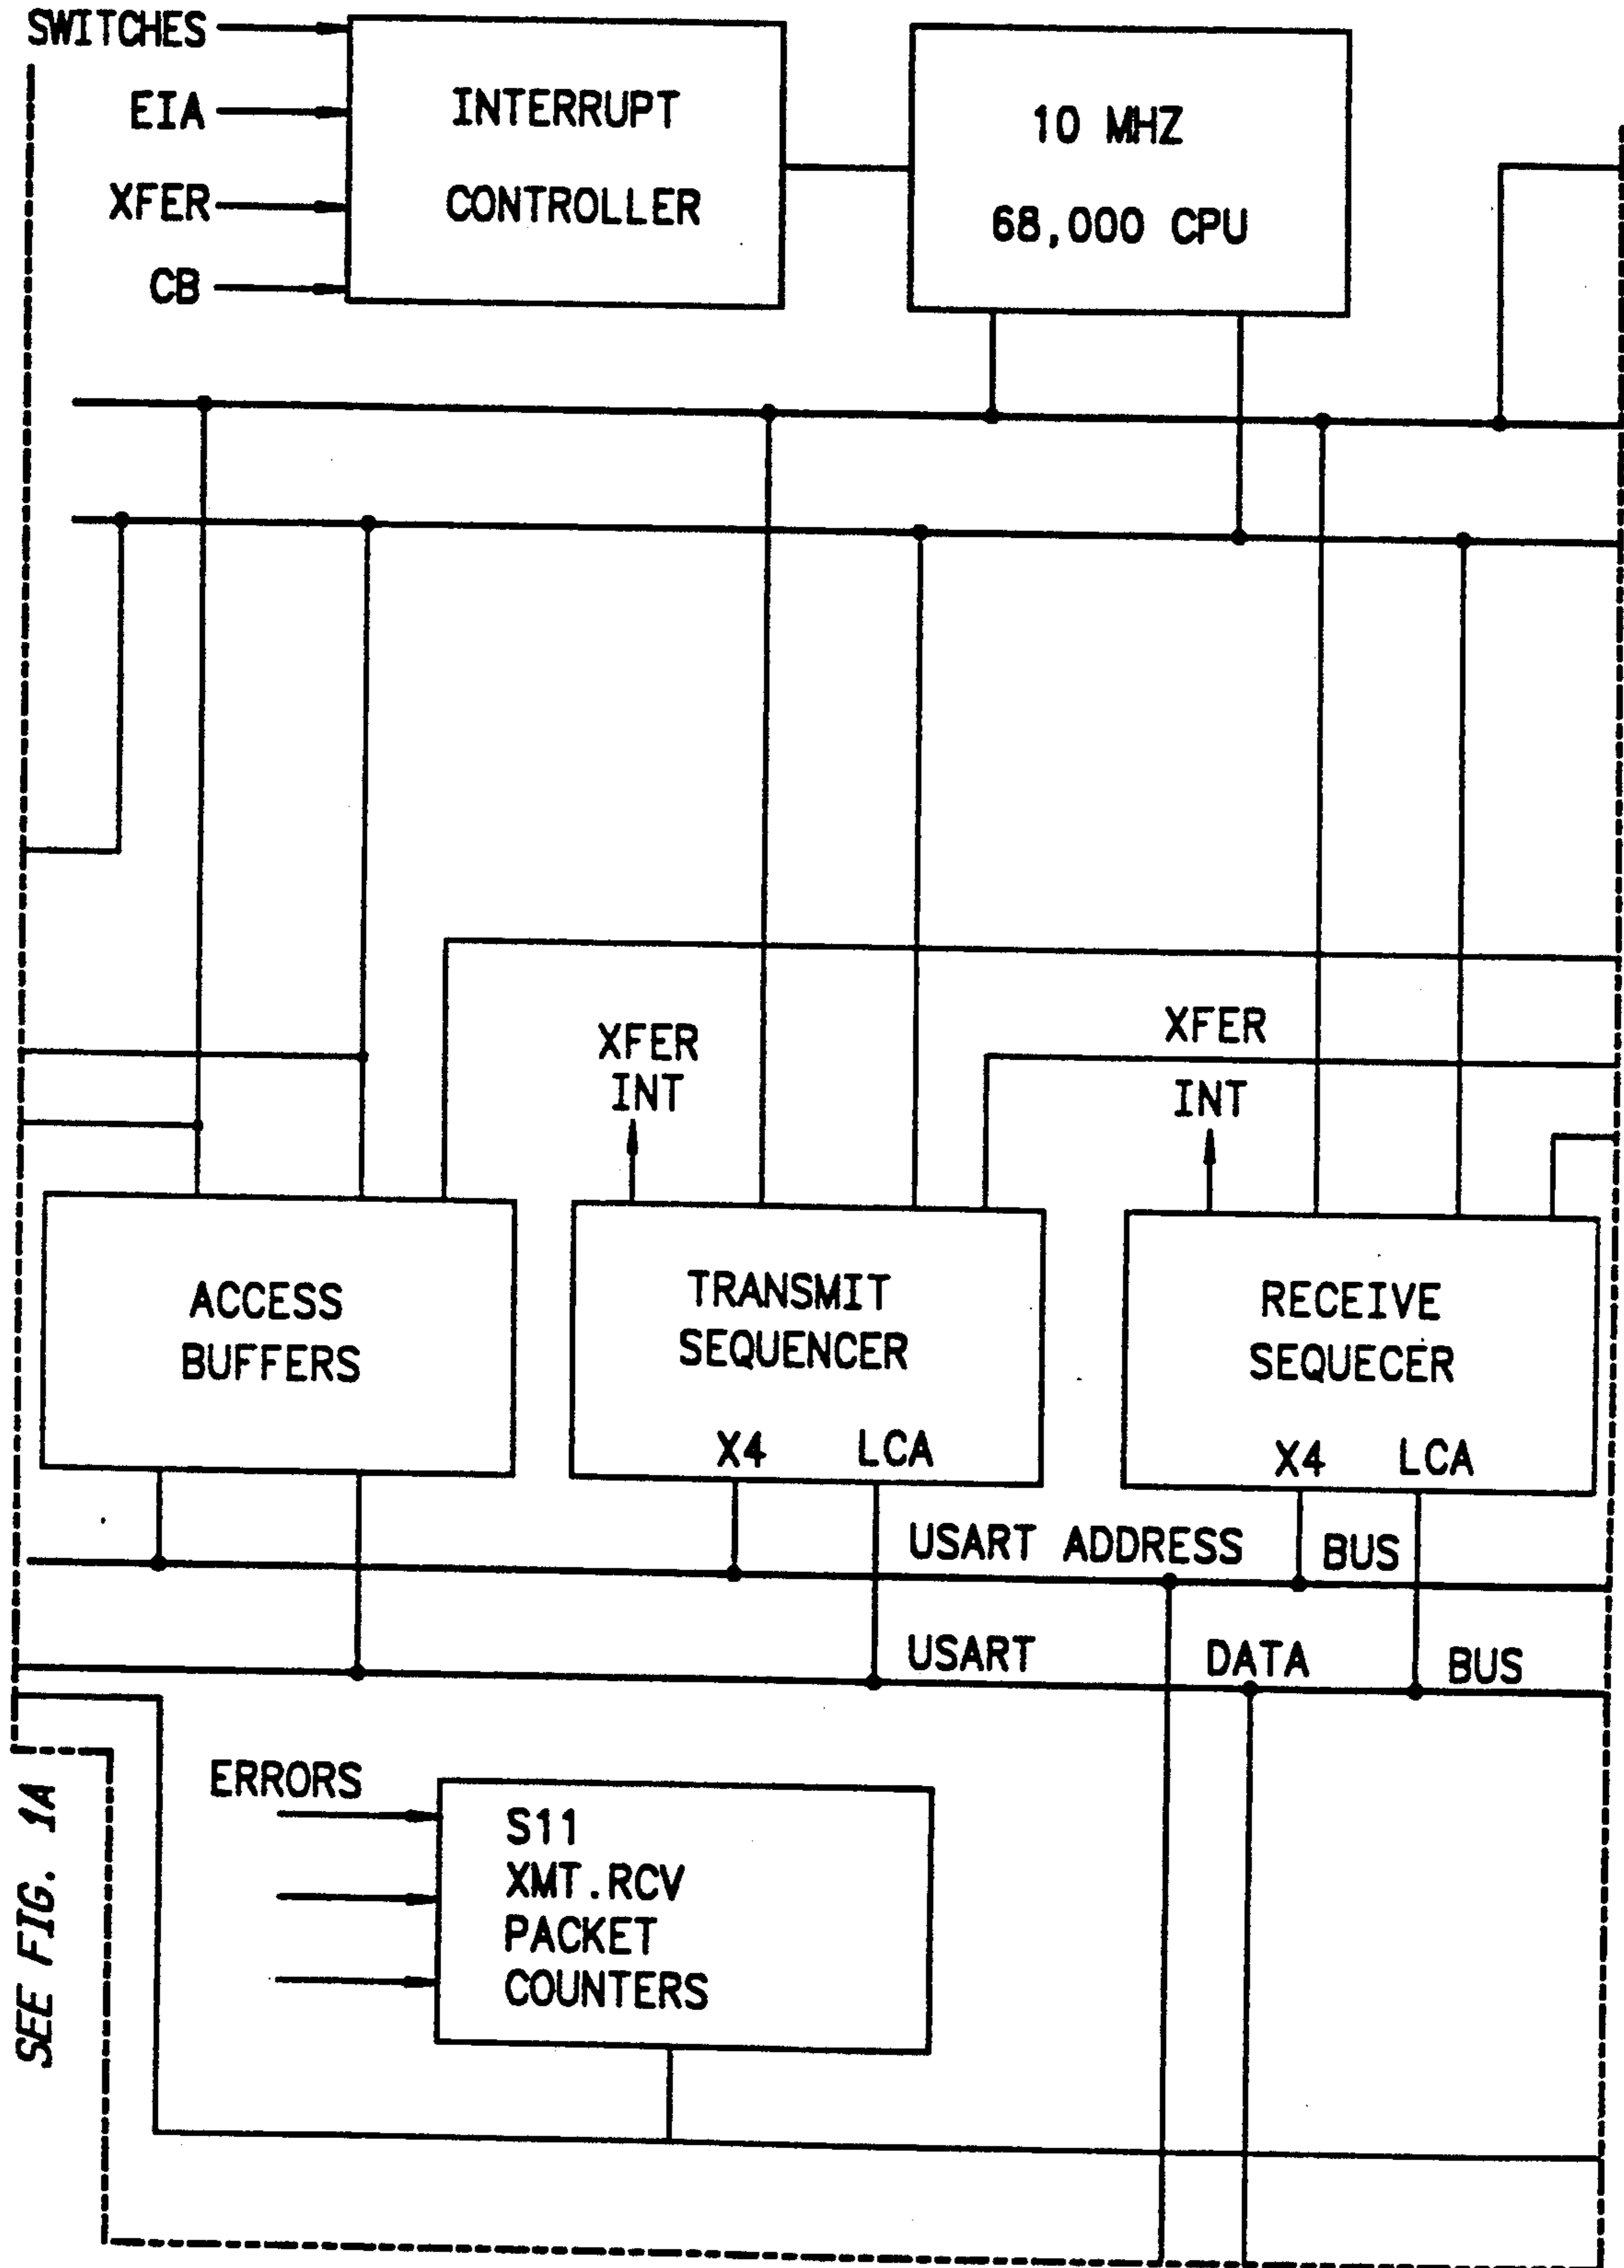 SWITCHES
EIA
XFER
CB
INTERRUPT
CONTROLLER
10 MHZ
68,000 CPU
XFER
INT
XFER
INT
ACCESS
BUFFERS
TRANSMIT
SEQUENCER
X4 LCA
RECEIVE
SEQUECER
X4 LCA
USART ADDRESS BUS
USART DATA BUS
ERRORS
S11
XMT.RCV
PACKET
COUNTERS
SEE FIG. 1A